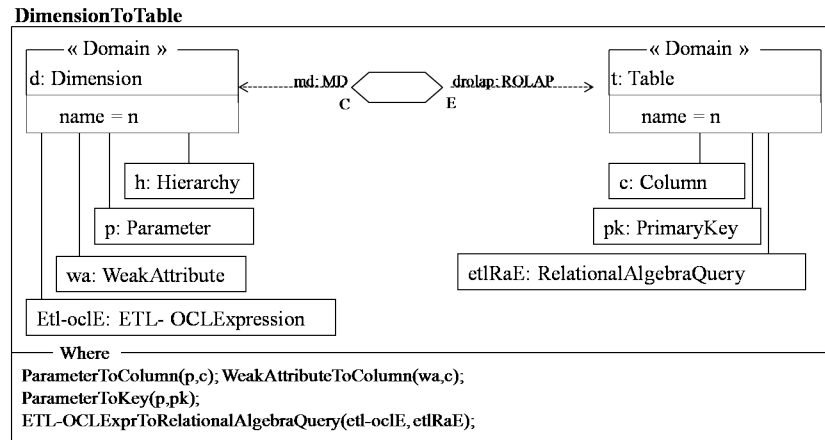 DimensionToTable
« Domain »
d: Dimension
name = n
md: MD
C
drolap: ROLAP
E
« Domain »
t: Table
name = n
h: Hierarchy
p: Parameter
wa: WeakAttribute
Etl-oclE: ETL- OCLExpression
c: Column
pk: PrimaryKey
etlRaE: RelationalAlgebraQuery
Where
ParameterToColumn(p,c); WeakAttributeToColumn(wa,c);
ParameterToKey(p,pk);
ETL-OCLExprToRelationalAlgebraQuery(etl-oclE, etlRaE);